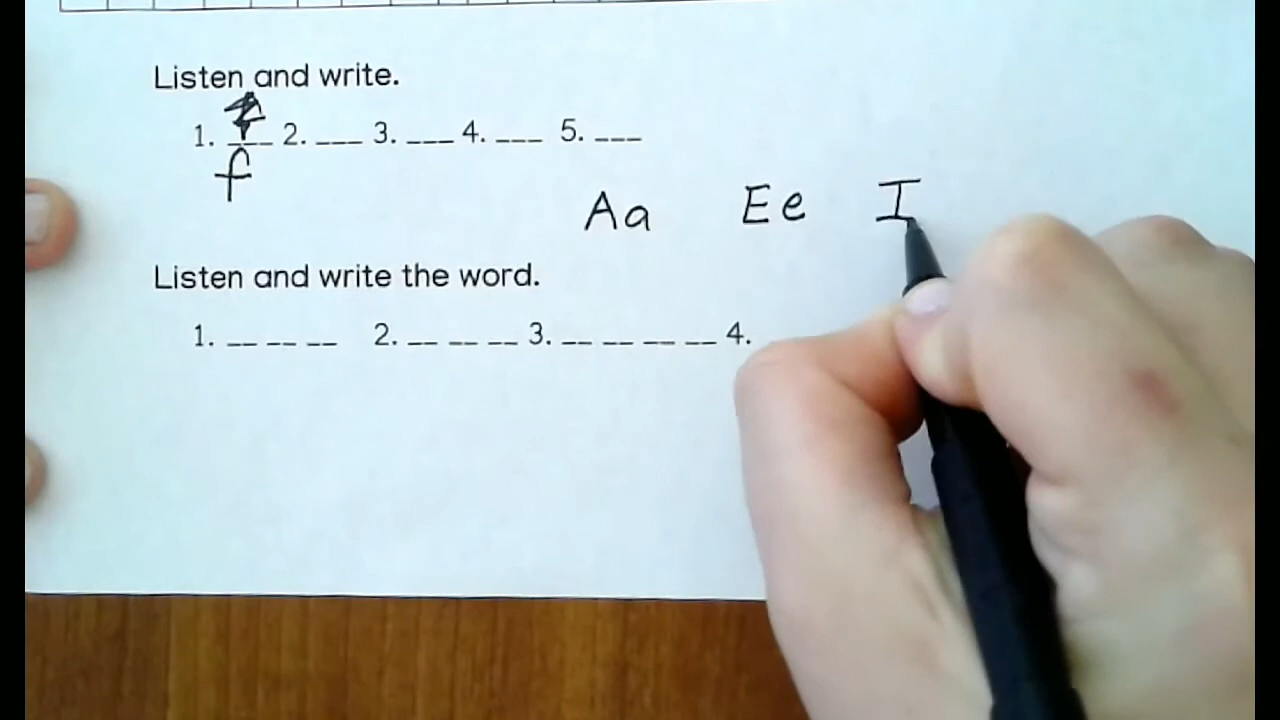 Listen and write.
1. ___ 2. ___ 3. ___ 4. ___ 5. ___
f
Aa Ee I
Listen and write the word.
1. __ __ __ 2. __ __ __ 3. __ __ __ __ 4.